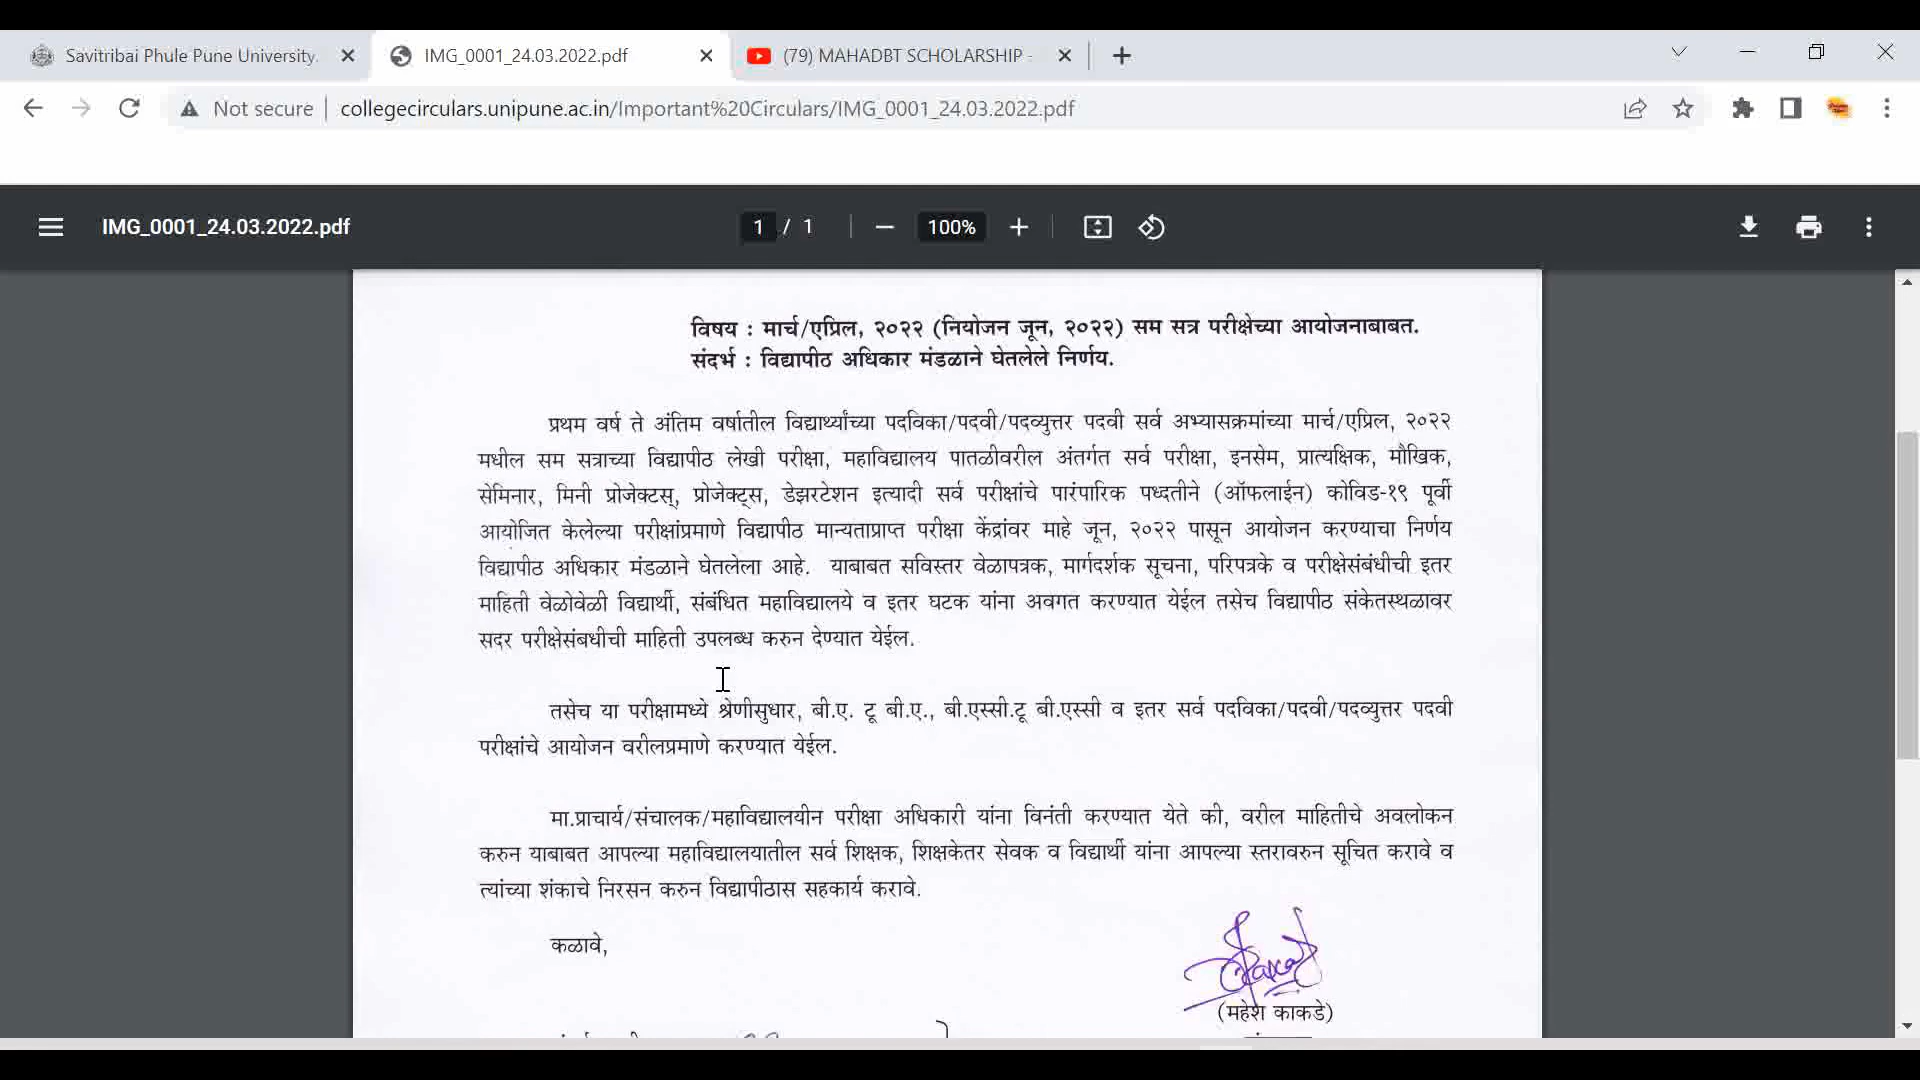 Savitribai Phule Pune University,
IMG_0001_24.03.2022.pdf
(79) MAHADBT SCHOLARSHIP -
Not secure
collegecirculars.unipune.ac.in/Important%20Circulars/IMG_0001_24.03.2022.pdf
IMG_0001_24.03.2022.pdf
1 / 1
100%
विषय : मार्च/एप्रिल, २०२२ (नियोजन जून, २०२२) सम सत्र परीक्षेच्या आयोजनाबाबत.
संदर्भ : विद्यापीठ अधिकार मंडळाने घेतलेले निर्णय.
प्रथम वर्ष ते अंतिम वर्षातील विद्यार्थ्यांच्या पदविका/पदवी/पदव्युत्तर पदवी सर्व अभ्यासक्रमांच्या मार्च/एप्रिल, २०२२
मधील सम सत्राच्या विद्यापीठ लेखी परीक्षा, महाविद्यालय पातळीवरील अंतर्गत सर्व परीक्षा, इनसेम, प्रात्यक्षिक, मौखिक,
सेमिनार, मिनी प्रोजेक्टस्, प्रोजेक्ट्स, डेझरटेशन इत्यादी सर्व परीक्षांचे पारंपारिक पध्दतीने (ऑफलाईन) कोविड-१९ पूर्वी
आयोजित केलेल्या परीक्षांप्रमाणे विद्यापीठ मान्यताप्राप्त परीक्षा केंद्रांवर माहे जून, २०२२ पासून आयोजन करण्याचा निर्णय
विद्यापीठ अधिकार मंडळाने घेतलेला आहे. याबाबत सविस्तर वेळापत्रक, मार्गदर्शक सूचना, परिपत्रके व परीक्षेसंबंधीची इतर
माहिती वेळोवेळी विद्यार्थी, संबंधित महाविद्यालये व इतर घटक यांना अवगत करण्यात येईल तसेच विद्यापीठ संकेतस्थळावर
सदर परीक्षेसंबधीची माहिती उपलब्ध करुन देण्यात येईल.
तसेच या परीक्षामध्ये श्रेणीसुधार, बी.ए. टू बी.ए., बी.एस्सी.टू बी.एस्सी व इतर सर्व पदविका/पदवी/पदव्युत्तर पदवी
परीक्षांचे आयोजन वरीलप्रमाणे करण्यात येईल.
मा.प्राचार्य/संचालक/महाविद्यालयीन परीक्षा अधिकारी यांना विनंती करण्यात येते की, वरील माहितीचे अवलोकन
करुन याबाबत आपल्या महाविद्यालयातील सर्व शिक्षक, शिक्षकेतर सेवक व विद्यार्थी यांना आपल्या स्तरावरुन सूचित करावे व
त्यांच्या शंकाचे निरसन करुन विद्यापीठास सहकार्य करावे.
कळावे,
(महेश काकडे)